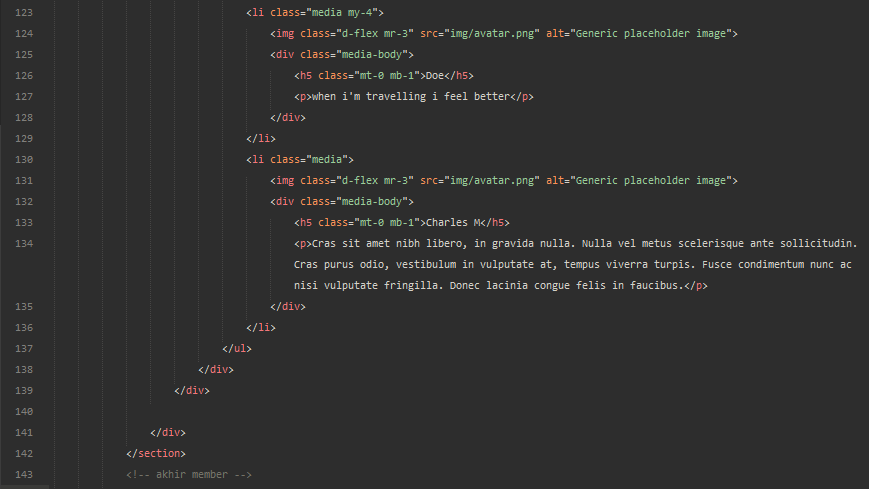 123 <li class="media my-4">
124 <img class="d-flex mr-3" src="img/avatar.png" alt="Generic placeholder image">
125 <div class="media-body">
126 <h5 class="mt-0 mb-1">Doe</h5>
127 <p>when i'm travelling i feel better</p>
128 </div>
129 </li>
130 <li class="media">
131 <img class="d-flex mr-3" src="img/avatar.png" alt="Generic placeholder image">
132 <div class="media-body">
133 <h5 class="mt-0 mb-1">Charles M</h5>
134 <p>Cras sit amet nibh libero, in gravida nulla. Nulla vel metus scelerisque ante sollicitudin.
Cras purus odio, vestibulum in vulputate at, tempus viverra turpis. Fusce condimentum nunc ac
nisi vulputate fringilla. Donec lacinia congue felis in faucibus.</p>
135 </div>
136 </li>
137 </ul>
138 </div>
139 </div>
140
141 </div>
142 </section>
143 <!-- akhir member -->